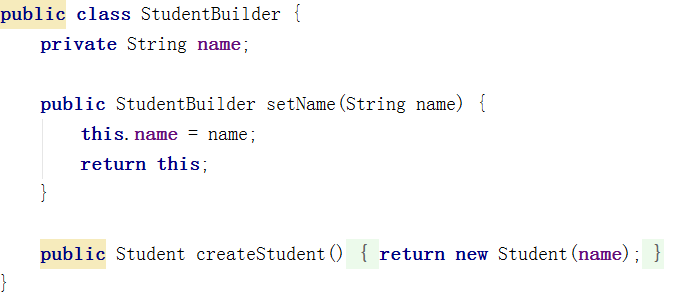 public class StudentBuilder {
    private String name;

    public StudentBuilder setName(String name) {
        this.name = name;
        return this;
    }

    public Student createStudent() { return new Student(name); }
}